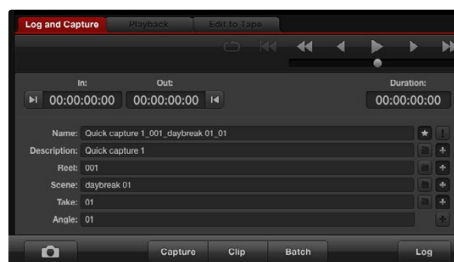 Log and Capture Playback Edit to Tape
In: Out: Duration:
00:00:00:00 00:00:00:00 00:00:00:00
Name: Quick capture 1_001_daybreak 01_01
Description: Quick capture 1
Reel: 001
Scene: daybreak 01
Take: 01
Angle: 01
Capture Clip Batch Log